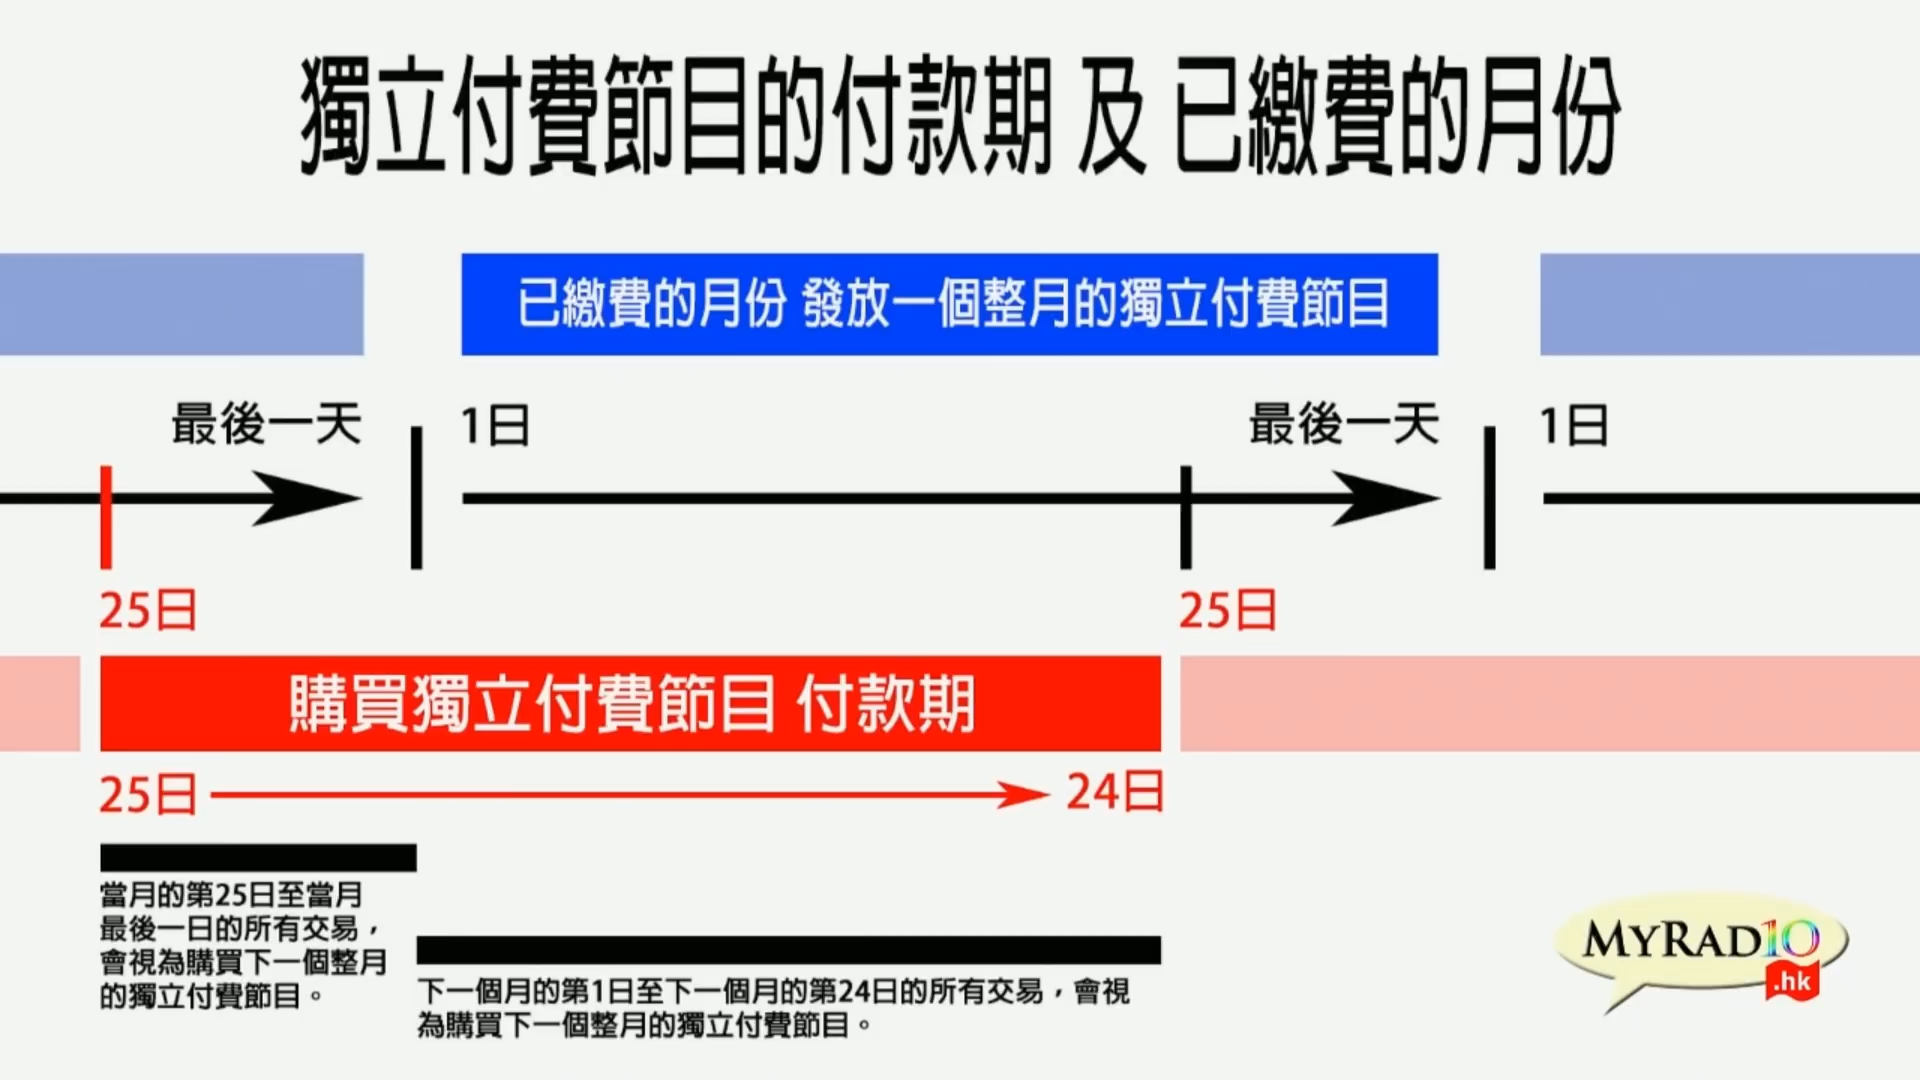 獨立付費節目的付款期 及 已繳費的月份
已繳費的月份 發放一個整月的獨立付費節目
最後一天
1日
最後一天
1日
25日
25日
購買獨立付費節目 付款期
25日
24日
當月的第25日至當月
最後一日的所有交易，
會視為購買下一個整月
的獨立付費節目。
下一個月的第1日至下一個月的第24日的所有交易，會視
為購買下一個整月的獨立付費節目。
MYRAD10
.hk